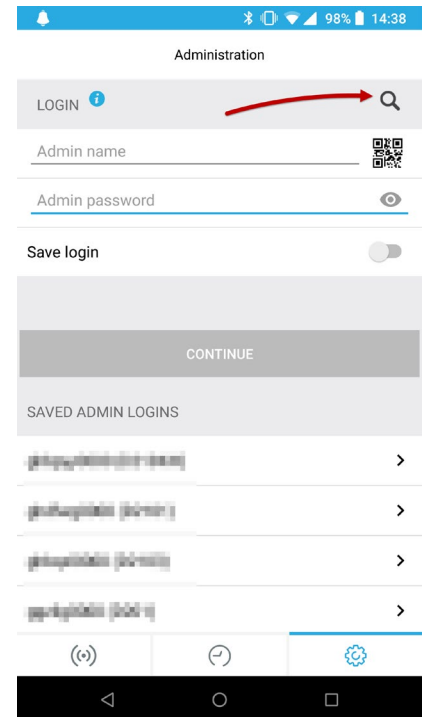 98% 14:38
Administration
LOGIN i
Admin name
Admin password
Save login
CONTINUE
SAVED ADMIN LOGINS